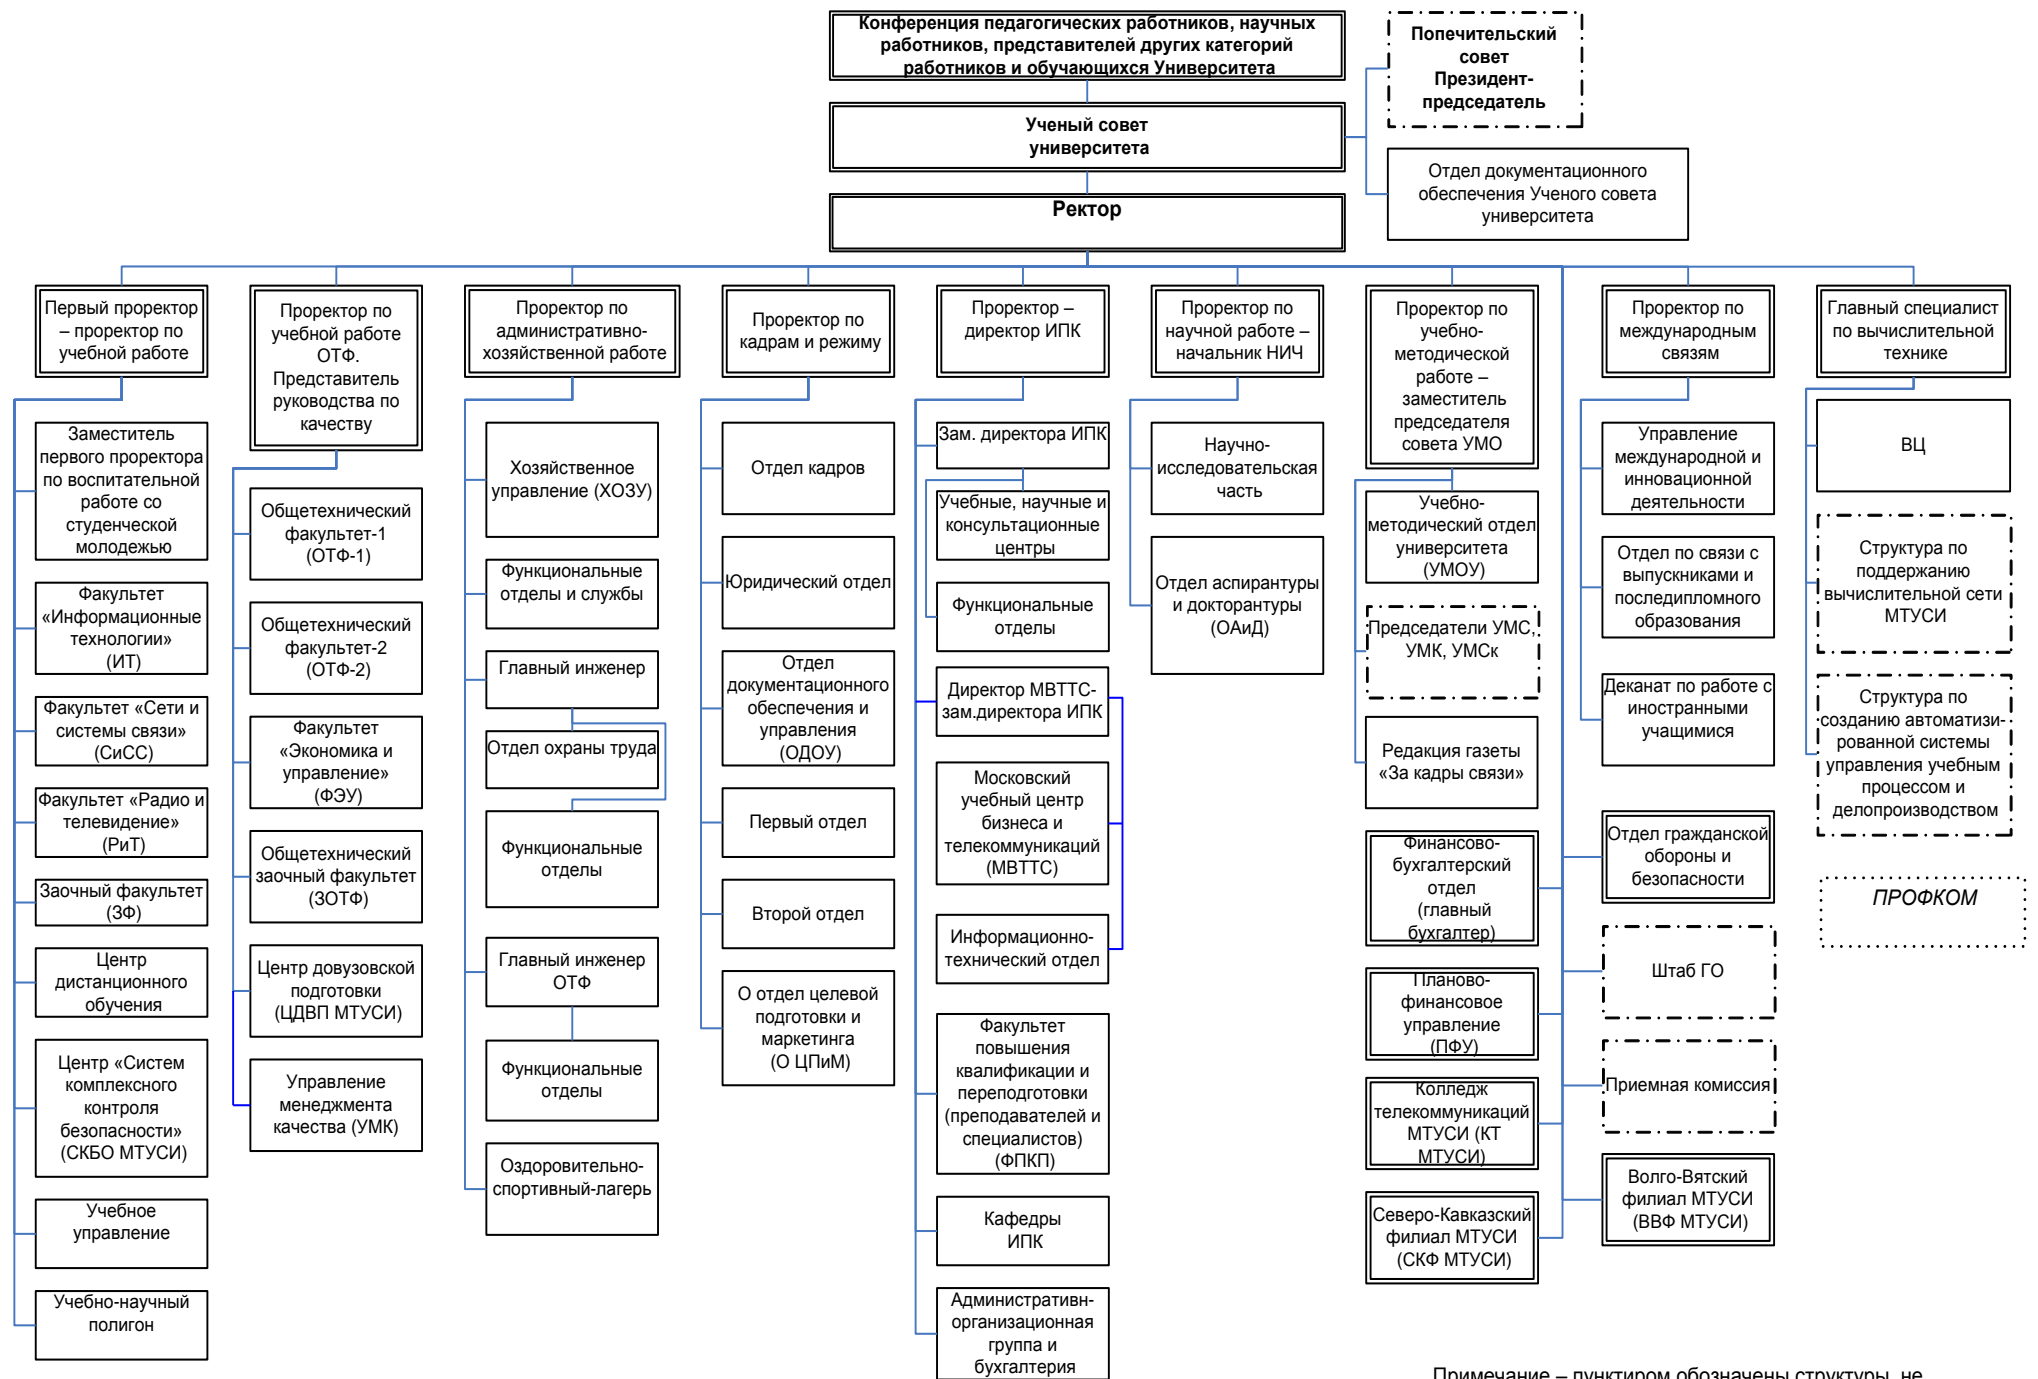 Конференция педагогических работников, научных
работников, представителей других категорий
работников и обучающихся Университета
Попечительский
совет
Президент-
председатель
Ученый совет
университета
Отдел документационного
обеспечения Ученого совета
университета
Ректор
Первый проректор
– проректор по
учебной работе
Заместитель
первого проректора
по воспитательной
работе со
студенческой
молодежью
Факультет
«Информационные
технологии»
(ИТ)
Факультет «Сети и
системы связи»
(СиСС)
Факультет «Радио и
телевидение»
(РиТ)
Заочный факультет
(ЗФ)
Центр
дистанционного
обучения
Центр «Систем
комплексного
контроля
безопасности»
(СКБО МТУСИ)
Учебное
управление
Учебно-научный
полигон
Проректор по
учебной работе
ОТФ.
Представитель
руководства по
качеству
Общетехнический
факультет-1
(ОТФ-1)
Общетехнический
факультет-2
(ОТФ-2)
Факультет
«Экономика и
управление»
(ФЭУ)
Общетехнический
заочный факультет
(ЗОТФ)
Центр довузовской
подготовки
(ЦДВП МТУСИ)
Управление
менеджмента
качества (УМК)
Проректор по
административно-
хозяйственной работе
Хозяйственное
управление (ХОЗУ)
Функциональные
отделы и службы
Главный инженер
Отдел охраны труда
Функциональные
отделы
Главный инженер
ОТФ
Функциональные
отделы
Оздоровительно-
спортивный-лагерь
Проректор по
кадрам и режиму
Отдел кадров
Юридический отдел
Отдел
документационного
обеспечения и
управления
(ОДОУ)
Первый отдел
Второй отдел
О отдел целевой
подготовки и
маркетинга
(О ЦПиМ)
Проректор –
директор ИПК
Зам. директора ИПК
Учебные, научные и
консультационные
центры
Функциональные
отделы
Директор МВТТС-
зам.директора ИПК
Московский
учебный центр
бизнеса и
телекоммуникаций
(МВТТС)
Информационно-
технический отдел
Факультет
повышения
квалификации и
переподготовки
(преподавателей и
специалистов)
(ФПКП)
Кафедры
ИПК
Административн-
организационная
группа и
бухгалтерия
Проректор по
научной работе –
начальник НИЧ
Научно-
исследовательская
часть
Отдел аспирантуры
и докторантуры
(ОАиД)
Проректор по
учебно-
методической
работе –
заместитель
председателя
совета УМО
Учебно-
методический отдел
университета
(УМОУ)
Председатели УМС,
УМК, УМСк
Редакция газеты
«За кадры связи»
Финансово-
бухгалтерский
отдел
(главный
бухгалтер)
Планово-
финансовое
управление
(ПФУ)
Колледж
телекоммуникаций
МТУСИ (КТ
МТУСИ)
Северо-Кавказский
филиал МТУСИ
(СКФ МТУСИ)
Проректор по
международным
связям
Управление
международной и
инновационной
деятельности
Отдел по связи с
выпускниками и
последипломного
образования
Деканат по работе с
иностранными
учащимися
Отдел гражданской
обороны и
безопасности
Штаб ГО
Приемная комиссия
Волго-Вятский
филиал МТУСИ
(ВВФ МТУСИ)
Главный специалист
по вычислительной
технике
ВЦ
Структура по
поддержанию
вычислительной сети
МТУСИ
Структура по
созданию автоматизи-
рованной системы
управления учебным
процессом и
делопроизводством
ПРОФКОМ
Примечание – пунктиром обозначены структуры, не